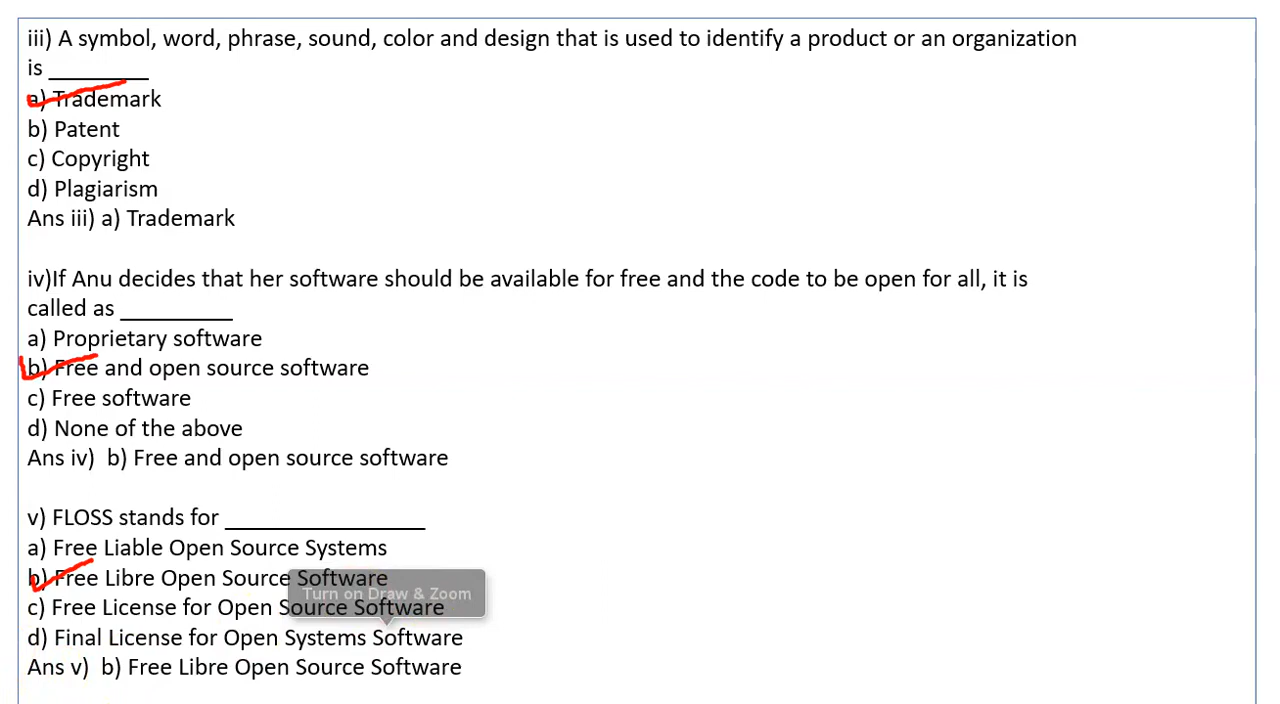 iii) A symbol, word, phrase, sound, color and design that is used to identify a product or an organization
is ________
a) Trademark
b) Patent
c) Copyright
d) Plagiarism
Ans iii) a) Trademark
iv)If Anu decides that her software should be available for free and the code to be open for all, it is
called as _________
a) Proprietary software
b) Free and open source software
c) Free software
d) None of the above
Ans iv)  b) Free and open source software
v) FLOSS stands for ________________
a) Free Liable Open Source Systems
b) Free Libre Open Source Software
Turn on Draw & Zoom
c) Free License for Open Source Software
d) Final License for Open Systems Software
Ans v)  b) Free Libre Open Source Software